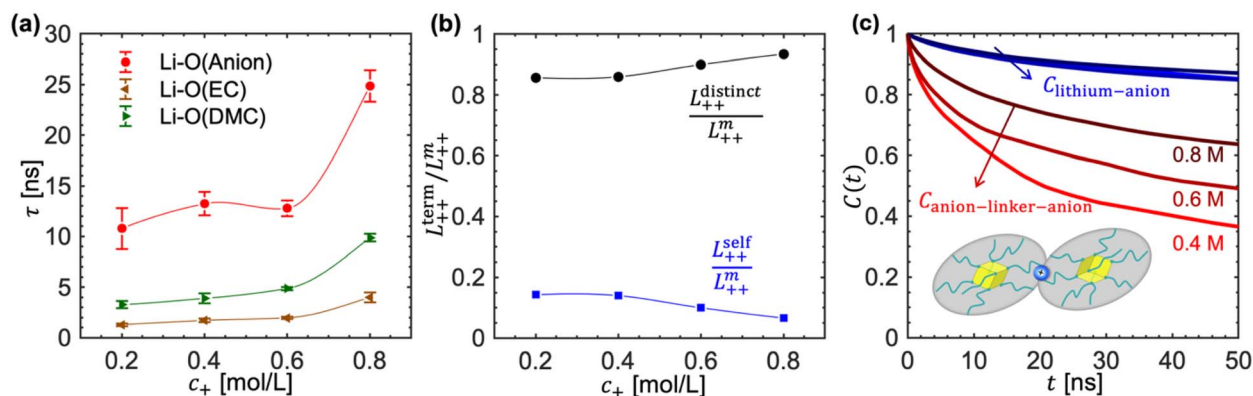 (a)
30
25
20
15
10
5
0
τ [ns]
Li-O(Anion)
Li-O(EC)
Li-O(DMC)
0.2 0.4 0.6 0.8
c₊ [mol/L]
(b)
1
0.8
0.6
0.4
0.2
0
L₊₊^term / L₊₊^m
L₊₊^distinct
L₊₊^m
L₊₊^self
L₊₊^m
0.2 0.4 0.6 0.8
c₊ [mol/L]
(c)
1
0.8
0.6
0.4
0.2
0
C(t)
C_lithium−anion
0.8 M
C_anion−linker−anion
0.6 M
0.4 M
+
0 10 20 30 40 50
t [ns]